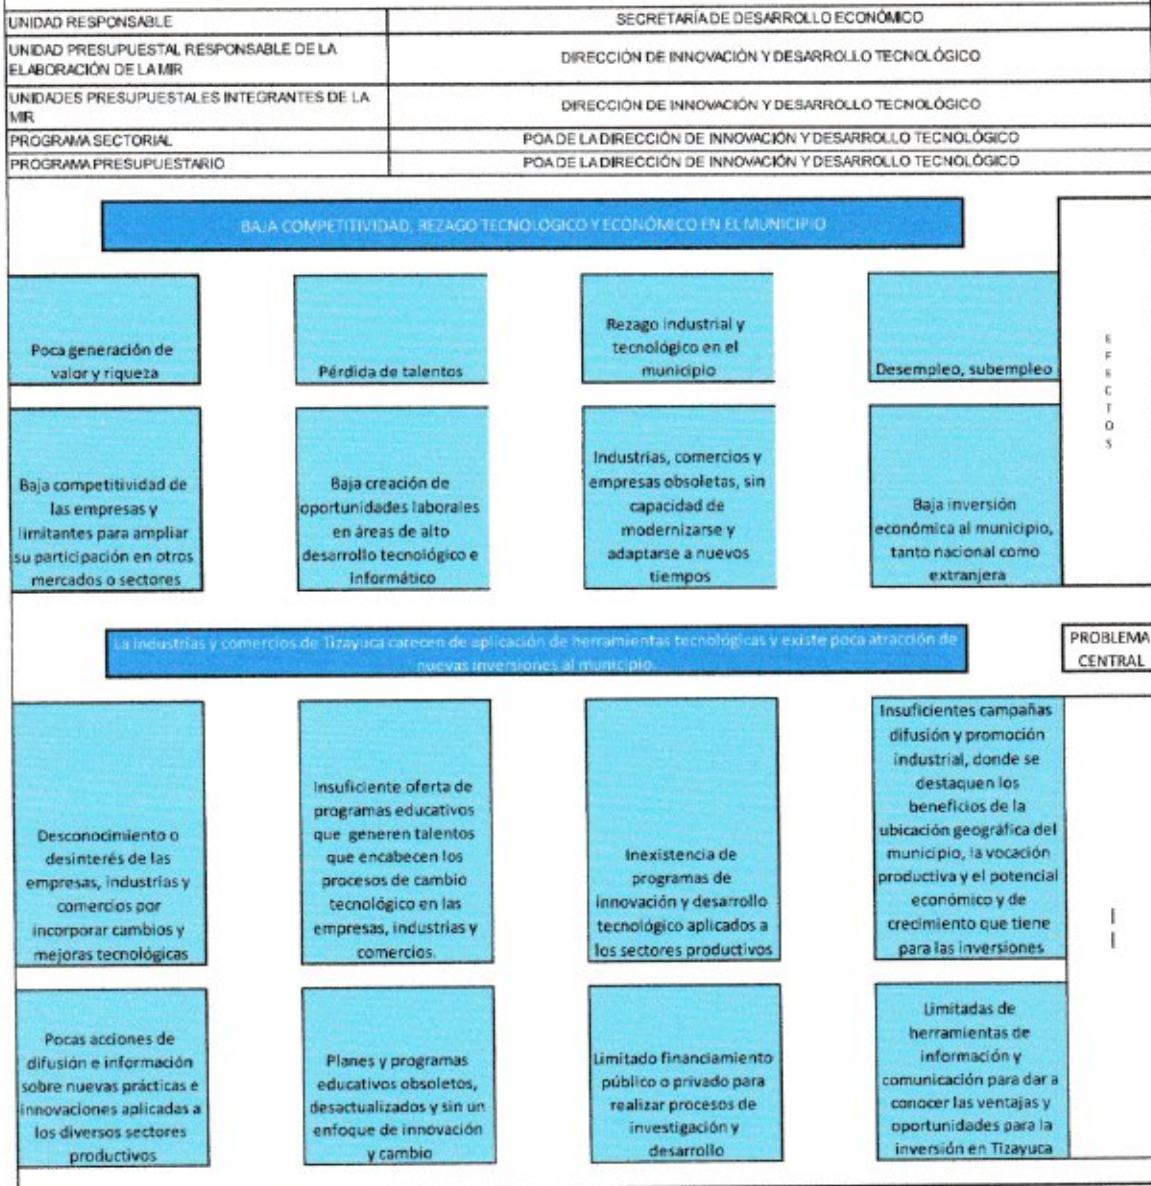 UNIDAD RESPONSABLE
SECRETARÍA DE DESARROLLO ECONÓMICO
UNIDAD PRESUPUESTAL RESPONSABLE DE LA
ELABORACIÓN DE LA MIR
DIRECCIÓN DE INNOVACIÓN Y DESARROLLO TECNOLÓGICO
UNIDADES PRESUPUESTALES INTEGRANTES DE LA
MIR
DIRECCIÓN DE INNOVACIÓN Y DESARROLLO TECNOLÓGICO
PROGRAMA SECTORIAL
POA DE LA DIRECCIÓN DE INNOVACIÓN Y DESARROLLO TECNOLÓGICO
PROGRAMA PRESUPUESTARIO
POA DE LA DIRECCIÓN DE INNOVACIÓN Y DESARROLLO TECNOLÓGICO
BAJA COMPETITIVIDAD, REZAGO TECNOLÓGICO Y ECONÓMICO EN EL MUNICIPIO
Poca generación de
valor y riqueza
Pérdida de talentos
Rezago industrial y
tecnológico en el
municipio
Desempleo, subempleo
EFECTOS
Baja competitividad de
las empresas y
limitantes para ampliar
su participación en otros
mercados o sectores
Baja creación de
oportunidades laborales
en áreas de alto
desarrollo tecnológico e
informático
Industrias, comercios y
empresas obsoletas, sin
capacidad de
modernizarse y
adaptarse a nuevos
tiempos
Baja inversión
económica al municipio,
tanto nacional como
extranjera
La industrias y comercios de Tizayuca carecen de aplicación de herramientas tecnológicas y existe poca atracción de
nuevas inversiones al municipio.
PROBLEMA
CENTRAL
Desconocimiento o
desinterés de las
empresas, industrias y
comercios por
incorporar cambios y
mejoras tecnológicas
Insuficiente oferta de
programas educativos
que generen talentos
que encabecen los
procesos de cambio
tecnológico en las
empresas, industrias y
comercios.
Inexistencia de
programas de
innovación y desarrollo
tecnológico aplicados a
los sectores productivos
Insuficientes campañas
difusión y promoción
industrial, donde se
destaquen los
beneficios de la
ubicación geográfica del
municipio, la vocación
productiva y el potencial
económico y de
crecimiento que tiene
para las inversiones
Pocas acciones de
difusión e información
sobre nuevas prácticas e
innovaciones aplicadas a
los diversos sectores
productivos
Planes y programas
educativos obsoletos,
desactualizados y sin un
enfoque de innovación
y cambio
Limitado financiamiento
público o privado para
realizar procesos de
investigación y
desarrollo
Limitadas de
herramientas de
información y
comunicación para dar a
conocer las ventajas y
oportunidades para la
inversión en Tizayuca